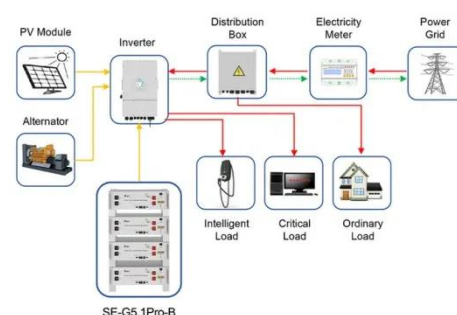 PV Module
Inverter
Distribution
Box
Electricity
Meter
Power
Grid
Alternator
Intelligent
Load
Critical
Load
Ordinary
Load
SE-G5.1Pro-B